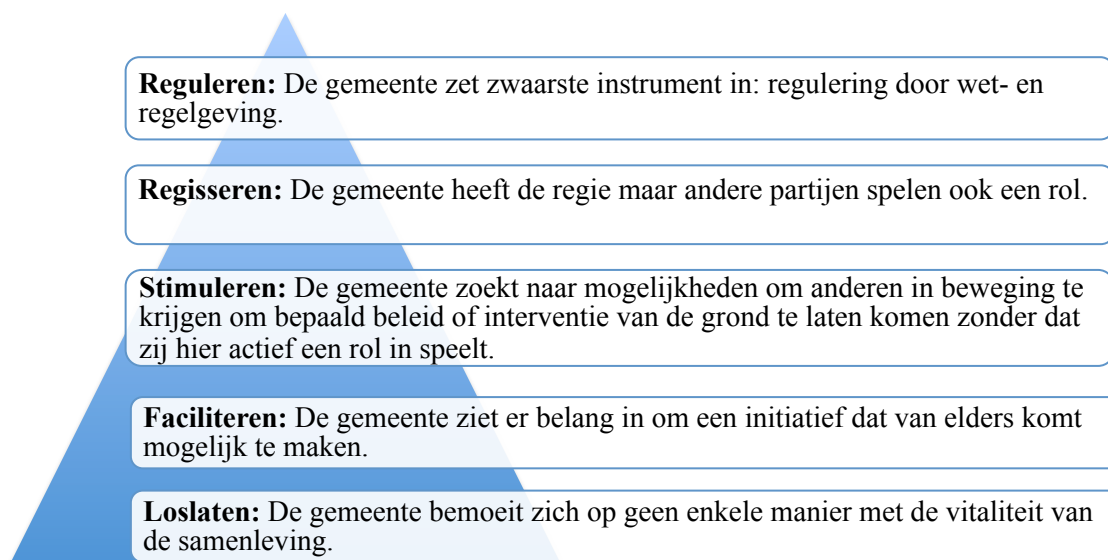 Reguleren: De gemeente zet zwaarste instrument in: regulering door wet- en
regelgeving.
Regisseren: De gemeente heeft de regie maar andere partijen spelen ook een rol.
Stimuleren: De gemeente zoekt naar mogelijkheden om anderen in beweging te
krijgen om bepaald beleid of interventie van de grond te laten komen zonder dat
zij hier actief een rol in speelt.
Faciliteren: De gemeente ziet er belang in om een initiatief dat van elders komt
mogelijk te maken.
Loslaten: De gemeente bemoeit zich op geen enkele manier met de vitaliteit van
de samenleving.